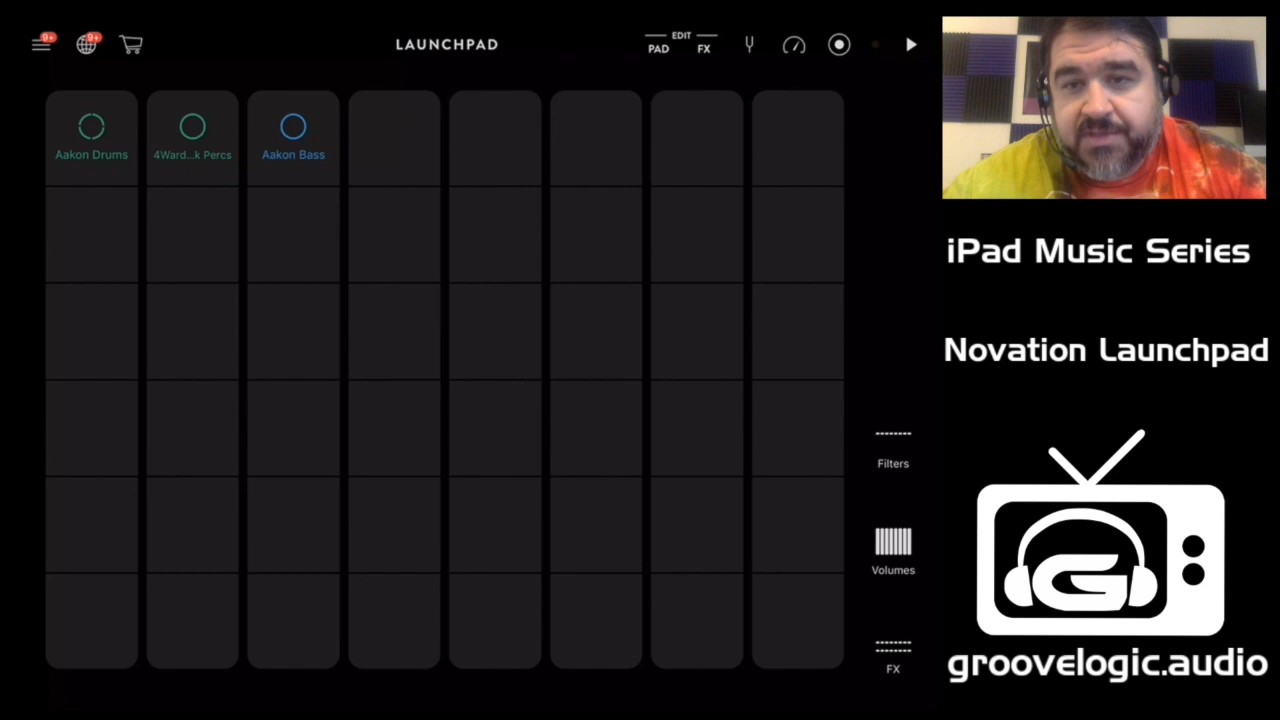 9+
9+
LAUNCHPAD
EDIT
PAD FX
Aakon Drums
4Ward...k Percs
Aakon Bass
Filters
Volumes
FX
iPad Music Series
Novation Launchpad
G
groovelogic.audio